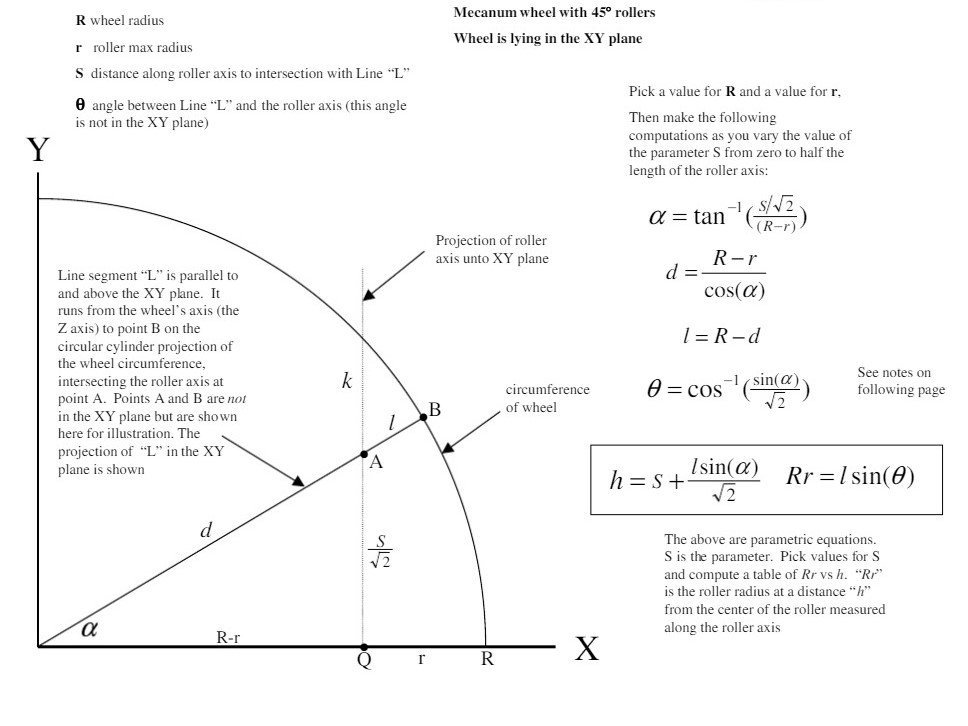 R wheel radius
r roller max radius
S distance along roller axis to intersection with Line “L”
θ angle between Line “L” and the roller axis (this angle
is not in the XY plane)
Mecanum wheel with 45° rollers
Wheel is lying in the XY plane
Pick a value for R and a value for r,
Then make the following
computations as you vary the value of
the parameter S from zero to half the
length of the roller axis:
α = tan⁻¹(S/√2 / (R−r))
d = (R−r) / cos(α)
l = R−d
θ = cos⁻¹(sin(α) / √2)
See notes on
following page
h = s + l sin(α) / √2    Rr = l sin(θ)
The above are parametric equations.
S is the parameter. Pick values for S
and compute a table of Rr vs h. “Rr”
is the roller radius at a distance “h”
from the center of the roller measured
along the roller axis
Y
Projection of roller
axis unto XY plane
Line segment “L” is parallel to
and above the XY plane. It
runs from the wheel’s axis (the
Z axis) to point B on the
circular cylinder projection of
the wheel circumference,
intersecting the roller axis at
point A. Points A and B are not
in the XY plane but are shown
here for illustration. The
projection of “L” in the XY
plane is shown
k
circumference
of wheel
B
l
A
d
S/√2
α
R-r
X
Q
r
R